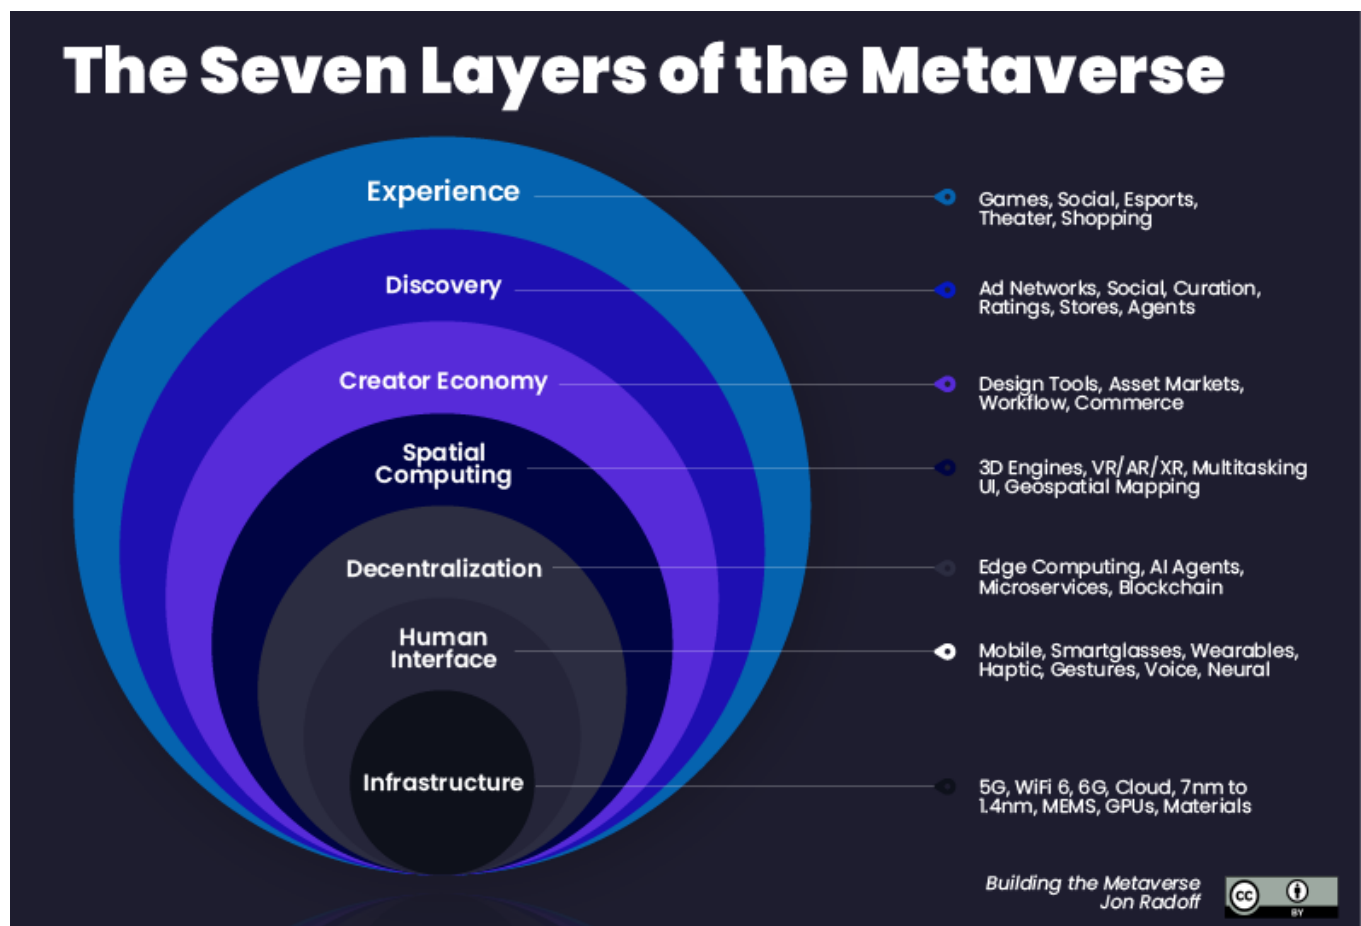 The Seven Layers of the Metaverse
Experience
Games, Social, Esports,
Theater, Shopping
Discovery
Ad Networks, Social, Curation,
Ratings, Stores, Agents
Creator Economy
Design Tools, Asset Markets,
Workflow, Commerce
Spatial
Computing
3D Engines, VR/AR/XR, Multitasking
UI, Geospatial Mapping
Decentralization
Edge Computing, AI Agents,
Microservices, Blockchain
Human
Interface
Mobile, Smartglasses, Wearables,
Haptic, Gestures, Voice, Neural
Infrastructure
5G, WiFi 6, 6G, Cloud, 7nm to
1.4nm, MEMS, GPUs, Materials
Building the Metaverse
Jon Radoff
cc
BY